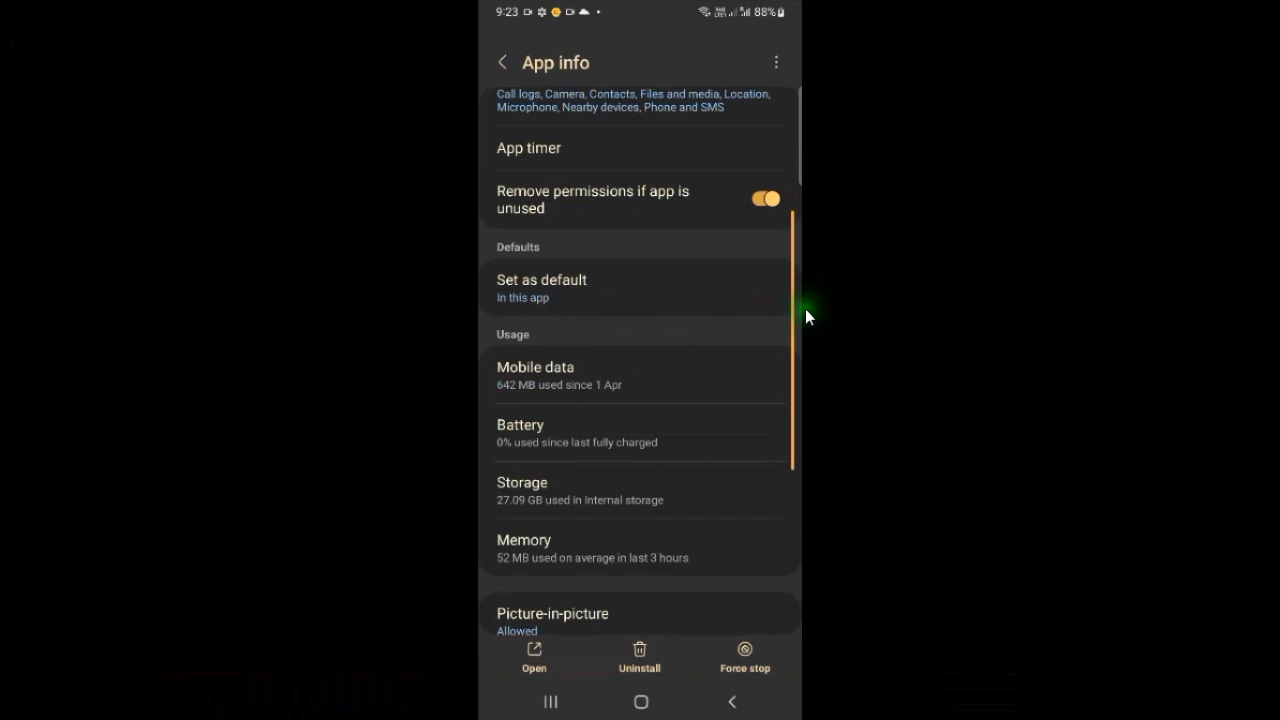 9:23
88%
App info
Call logs, Camera, Contacts, Files and media, Location,
Microphone, Nearby devices, Phone and SMS
App timer
Remove permissions if app is
unused
Defaults
Set as default
In this app
Usage
Mobile data
642 MB used since 1 Apr
Battery
0% used since last fully charged
Storage
27.09 GB used in Internal storage
Memory
52 MB used on average in last 3 hours
Picture-in-picture
Allowed
Open
Uninstall
Force stop